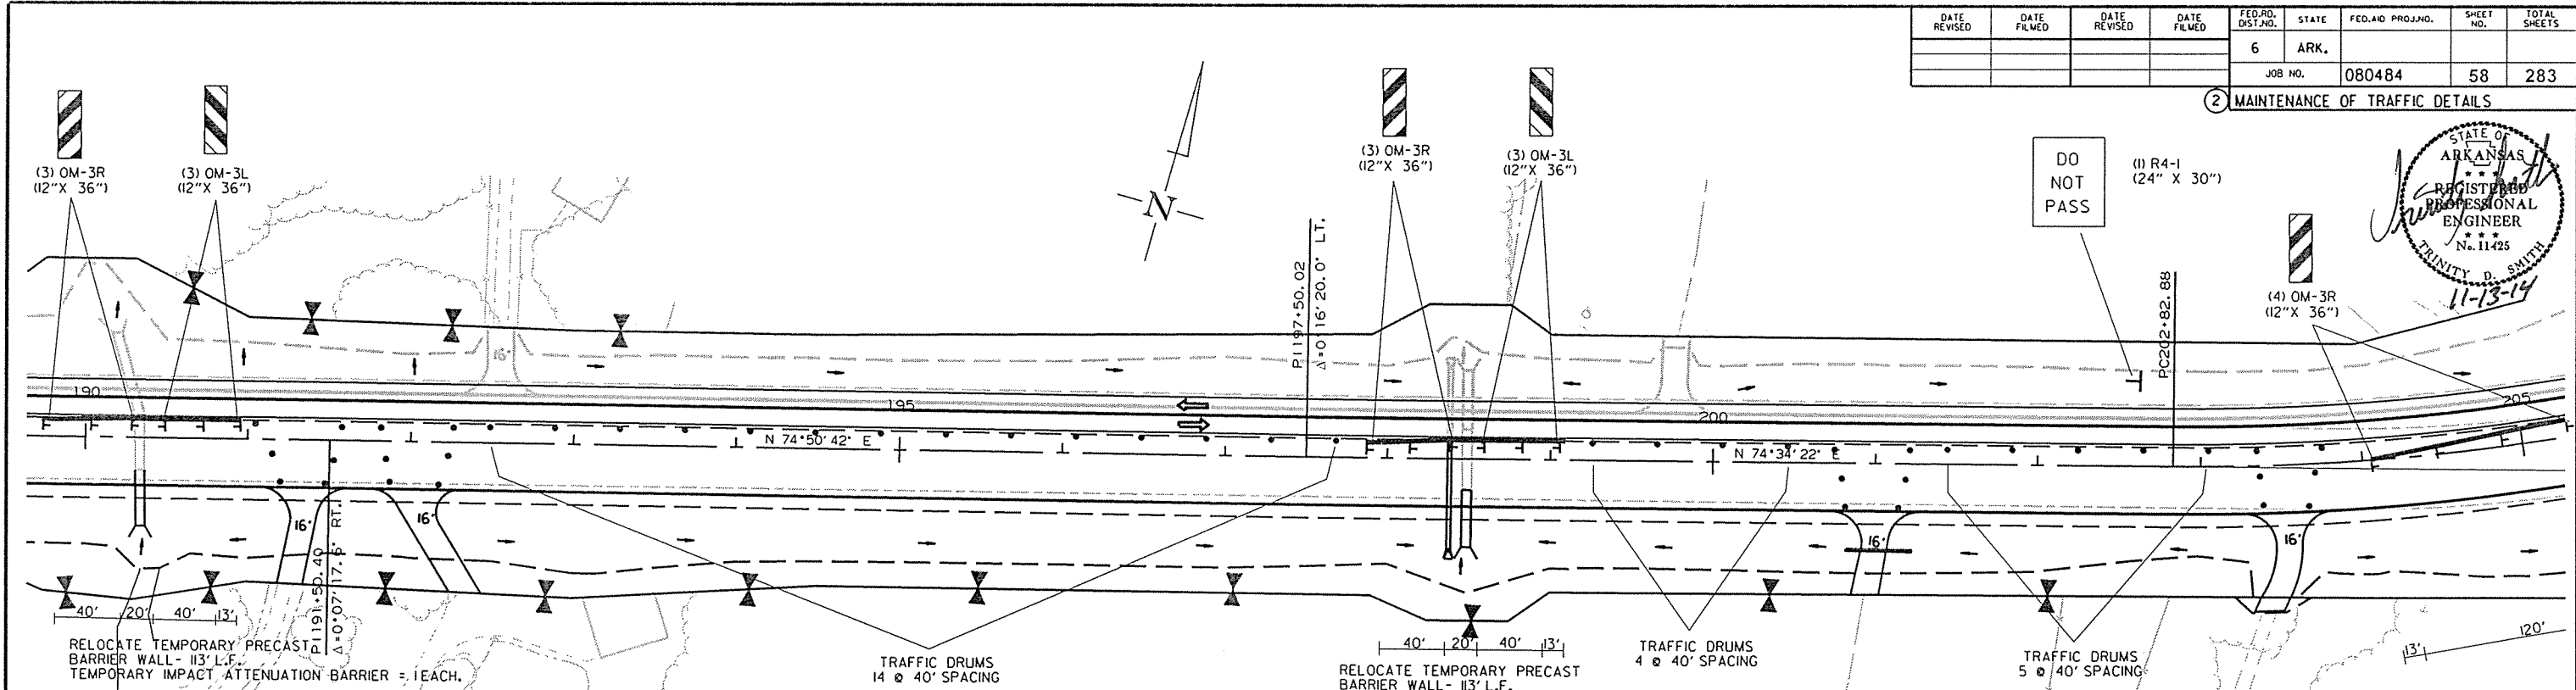 DATE REVISED
DATE FILMED
DATE REVISED
DATE FILMED
FED.RD. DIST.NO.
STATE
FED.AID PROJ.NO.
SHEET NO.
TOTAL SHEETS
6
ARK.
JOB NO.
080484
58
283
2 MAINTENANCE OF TRAFFIC DETAILS
(3) OM-3R
(12"X 36")
(3) OM-3L
(12"X 36")
(3) OM-3R
(12"X 36")
(3) OM-3L
(12"X 36")
DO
NOT
PASS
(1) R4-1
(24" X 30")
STATE OF
ARKANSAS
REGISTERED
PROFESSIONAL
ENGINEER
No. 11425
TRINITY D. SMITH
11-13-14
(4) OM-3R
(12"X 36")
N
PI 197+50.02
Δ=0°16'20.0" LT.
PC202+82.88
16'
190
195
200
205
N 74°50'42" E
N 74°34'22" E
16'
16'
16'
16'
PI 191+50.40
Δ=0°07'17.6" RT.
40'
20'
40'
13'
40'
20'
40'
13'
13'
120'
RELOCATE TEMPORARY PRECAST
BARRIER WALL- 113' L.F.
TEMPORARY IMPACT ATTENUATION BARRIER = 1EACH.
TRAFFIC DRUMS
14 @ 40' SPACING
RELOCATE TEMPORARY PRECAST
BARRIER WALL- 113' L.F.
TRAFFIC DRUMS
4 @ 40' SPACING
TRAFFIC DRUMS
5 @ 40' SPACING